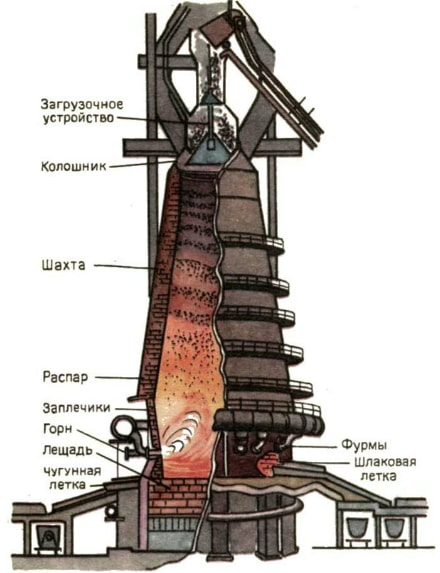 Загрузочное
устройство
Колошник
Шахта
Распар
Заплечики
Горн
Лещадь
Чугунная
летка
Фурмы
Шлаковая
летка